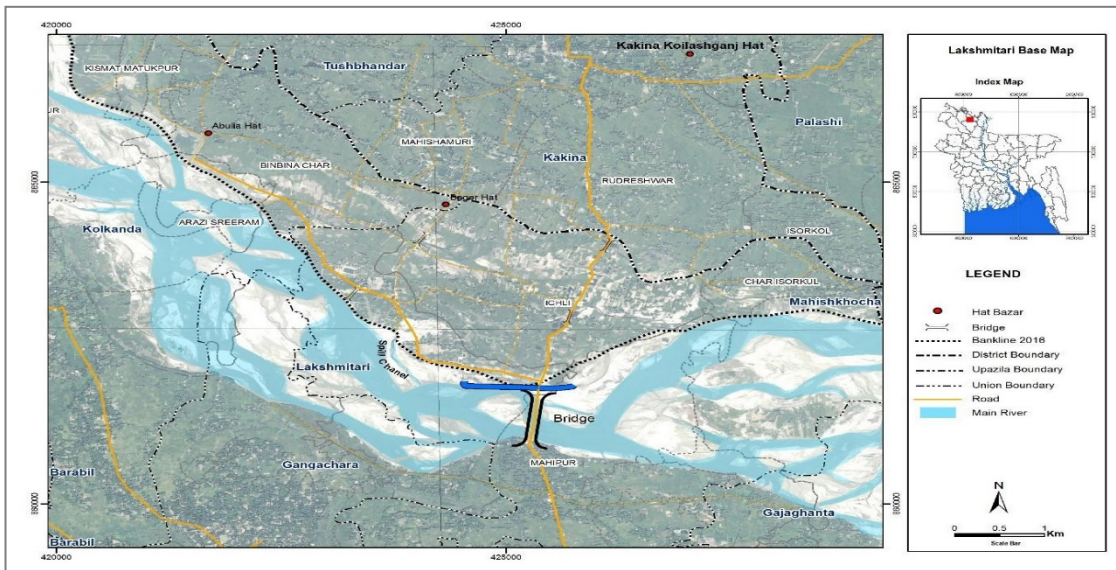 420000
425000
Kakina Koilashganj Hat
Tushbhandar
KISMAT MATUKPUR
Palashi
Abulia Hat
MAHISHAMURI
BINBINA CHAR
Kakina
RUDRESHWAR
ARAZI SREERAM
Kolkanda
ISORKOL
CHAR ISORKUL
ICHLI
Mahishkhocha
Spill Chanel
Lakshmitari
Bridge
MAHIPUR
Gangachara
Barabil
Gajaghanta
Barabil
420000
425000
Lakshmitari Base Map
Index Map
LEGEND
Hat Bazar
Bridge
Bankline 2016
District Boundary
Upazila Boundary
Union Boundary
Road
Main River
N
0 0.5 1
Km
Scale Bar